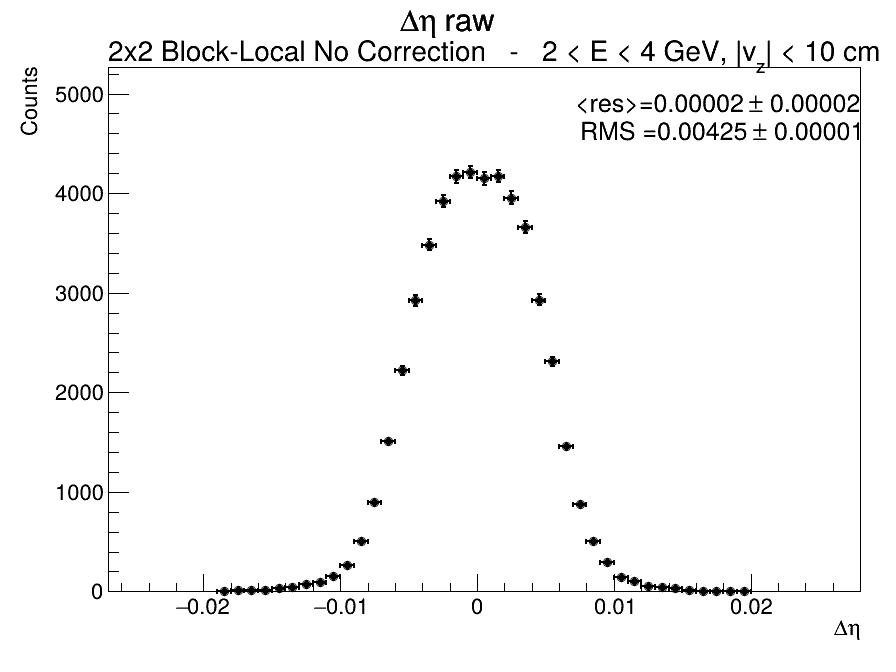 Δη raw
2x2 Block-Local No Correction - 2 < E < 4 GeV, |v_z| < 10 cm
Counts
<res>=0.00002 ± 0.00002
RMS =0.00425 ± 0.00001
5000
4000
3000
2000
1000
0
−0.02 −0.01 0 0.01 0.02
Δη